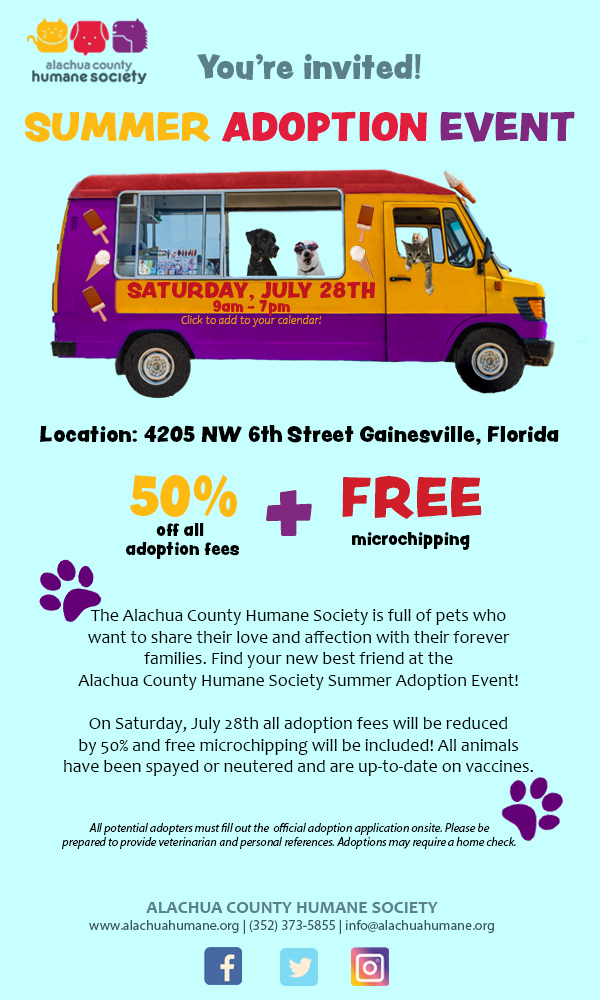 alachua county
humane society
You're invited!
SUMMER ADOPTION EVENT
SATURDAY, JULY 28TH
9am - 7pm
Click to add to your calendar!
Location: 4205 NW 6th Street Gainesville, Florida
50%
off all
adoption fees
+
FREE
microchipping
The Alachua County Humane Society is full of pets who
want to share their love and affection with their forever
families. Find your new best friend at the
Alachua County Humane Society Summer Adoption Event!
On Saturday, July 28th all adoption fees will be reduced
by 50% and free microchipping will be included! All animals
have been spayed or neutered and are up-to-date on vaccines.
All potential adopters must fill out the official adoption application onsite. Please be
prepared to provide veterinarian and personal references. Adoptions may require a home check.
ALACHUA COUNTY HUMANE SOCIETY
www.alachuahumane.org | (352) 373-5855 | info@alachuahumane.org